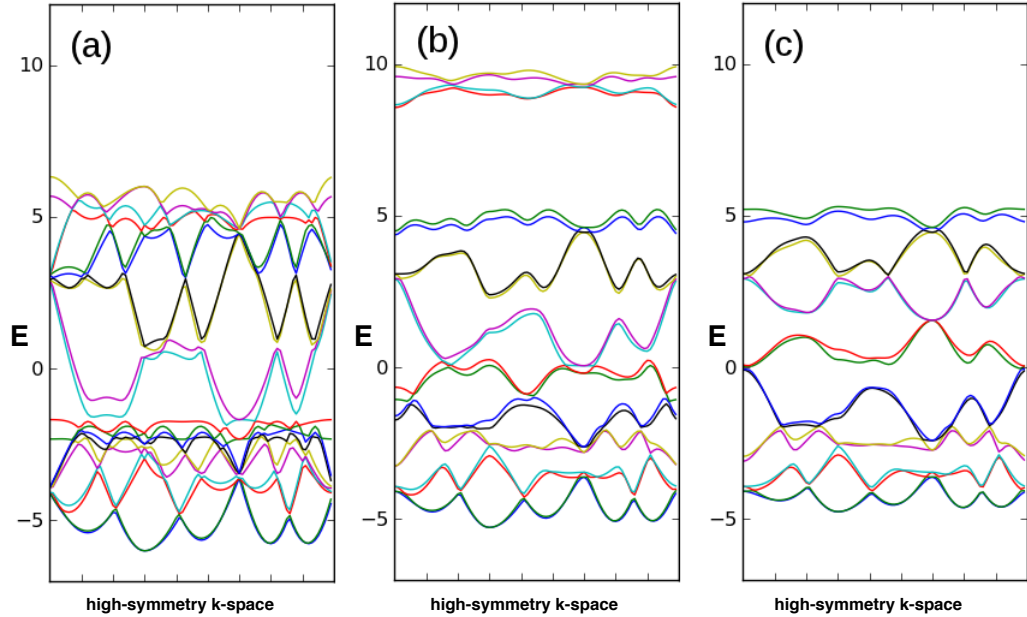 (a) (b) (c)
10 10 10
5 5 5
E 0 E 0 E 0
−5 −5 −5
high-symmetry k-space high-symmetry k-space high-symmetry k-space